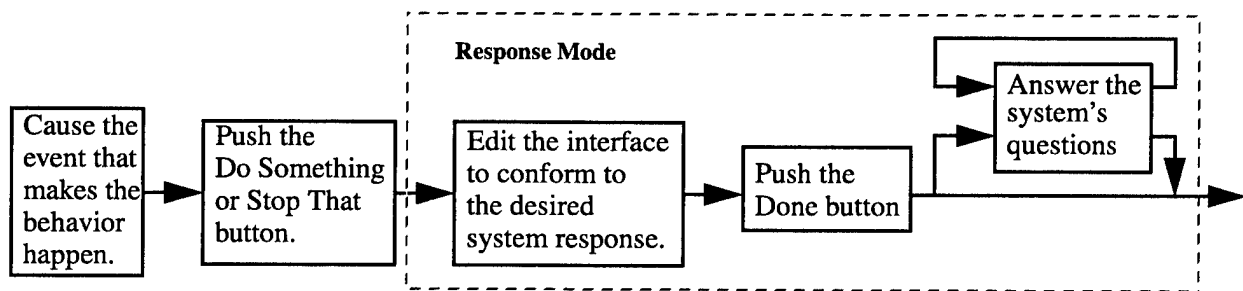 Response Mode
Cause the
event that
makes the
behavior
happen.
Push the
Do Something
or Stop That
button.
Edit the interface
to conform to
the desired
system response.
Push the
Done button
Answer the
system's
questions